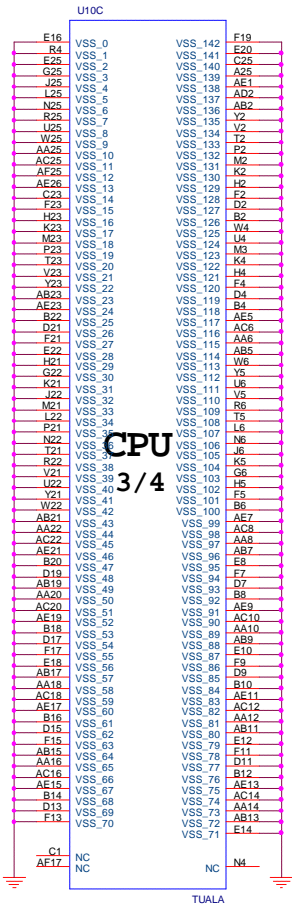 U10C
E16 VSS_0 VSS_142 F19
R4 VSS_1 VSS_141 E20
E25 VSS_2 VSS_140 C25
G25 VSS_3 VSS_139 A25
J25 VSS_4 VSS_138 AE1
L25 VSS_5 VSS_137 AD2
N25 VSS_6 VSS_136 AB2
R25 VSS_7 VSS_135 Y2
U25 VSS_8 VSS_134 V2
W25 VSS_9 VSS_133 T2
AA25 VSS_10 VSS_132 P2
AC25 VSS_11 VSS_131 M2
AF25 VSS_12 VSS_130 K2
AE26 VSS_13 VSS_129 H2
C23 VSS_14 VSS_128 F2
F23 VSS_15 VSS_127 D2
H23 VSS_16 VSS_126 B2
K23 VSS_17 VSS_125 W4
M23 VSS_18 VSS_124 U4
P23 VSS_19 VSS_123 M3
T23 VSS_20 VSS_122 K4
V23 VSS_21 VSS_121 H4
Y23 VSS_22 VSS_120 F4
AB23 VSS_23 VSS_119 D4
AE23 VSS_24 VSS_118 B4
B22 VSS_25 VSS_117 AE5
D21 VSS_26 VSS_116 AC6
F21 VSS_27 VSS_115 AA6
E22 VSS_28 VSS_114 AB5
H21 VSS_29 VSS_113 W6
G22 VSS_30 VSS_112 Y5
K21 VSS_31 VSS_111 U6
J22 VSS_32 VSS_110 V5
M21 VSS_33 VSS_109 R6
L22 VSS_34 VSS_108 T5
P21 VSS_35 VSS_107 L6
N22 VSS_36 VSS_106 N6
CPU
T21 VSS_37 VSS_105 J6
R22 VSS_38 VSS_104 K5
V21 VSS_39 VSS_103 G6
3/4
U22 VSS_40 VSS_102 H5
Y21 VSS_41 VSS_101 F5
W22 VSS_42 VSS_100 B6
AB21 VSS_43 VSS_99 AE7
AA22 VSS_44 VSS_98 AC8
AC22 VSS_45 VSS_97 AA8
AE21 VSS_46 VSS_96 AB7
B20 VSS_47 VSS_95 E8
D19 VSS_48 VSS_94 F7
AB19 VSS_49 VSS_93 D7
AA20 VSS_50 VSS_92 B8
AC20 VSS_51 VSS_91 AE9
AE19 VSS_52 VSS_90 AC10
B18 VSS_53 VSS_89 AA10
D17 VSS_54 VSS_88 AB9
F17 VSS_55 VSS_87 E10
E18 VSS_56 VSS_86 F9
AB17 VSS_57 VSS_85 D9
AA18 VSS_58 VSS_84 B10
AC18 VSS_59 VSS_83 AE11
AE17 VSS_60 VSS_82 AC12
B16 VSS_61 VSS_81 AA12
D15 VSS_62 VSS_80 AB11
F15 VSS_63 VSS_79 E12
AB15 VSS_64 VSS_78 F11
AA16 VSS_65 VSS_77 D11
AC16 VSS_66 VSS_76 B12
AE15 VSS_67 VSS_75 AE13
B14 VSS_68 VSS_74 AC14
D13 VSS_69 VSS_73 AA14
F13 VSS_70 VSS_72 AB13
VSS_71 E14
C1 NC
AF17 NC NC N4
TUALA